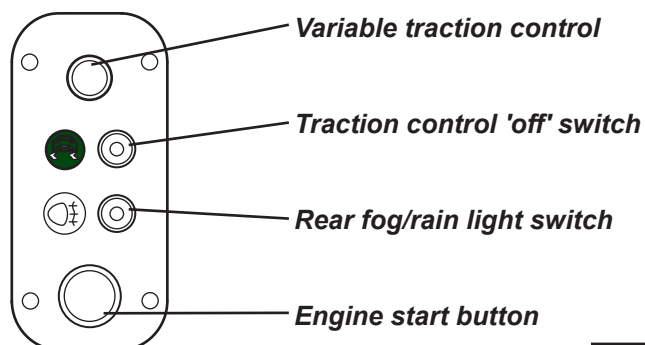 Variable traction control
Traction control 'off' switch
Rear fog/rain light switch
Engine start button